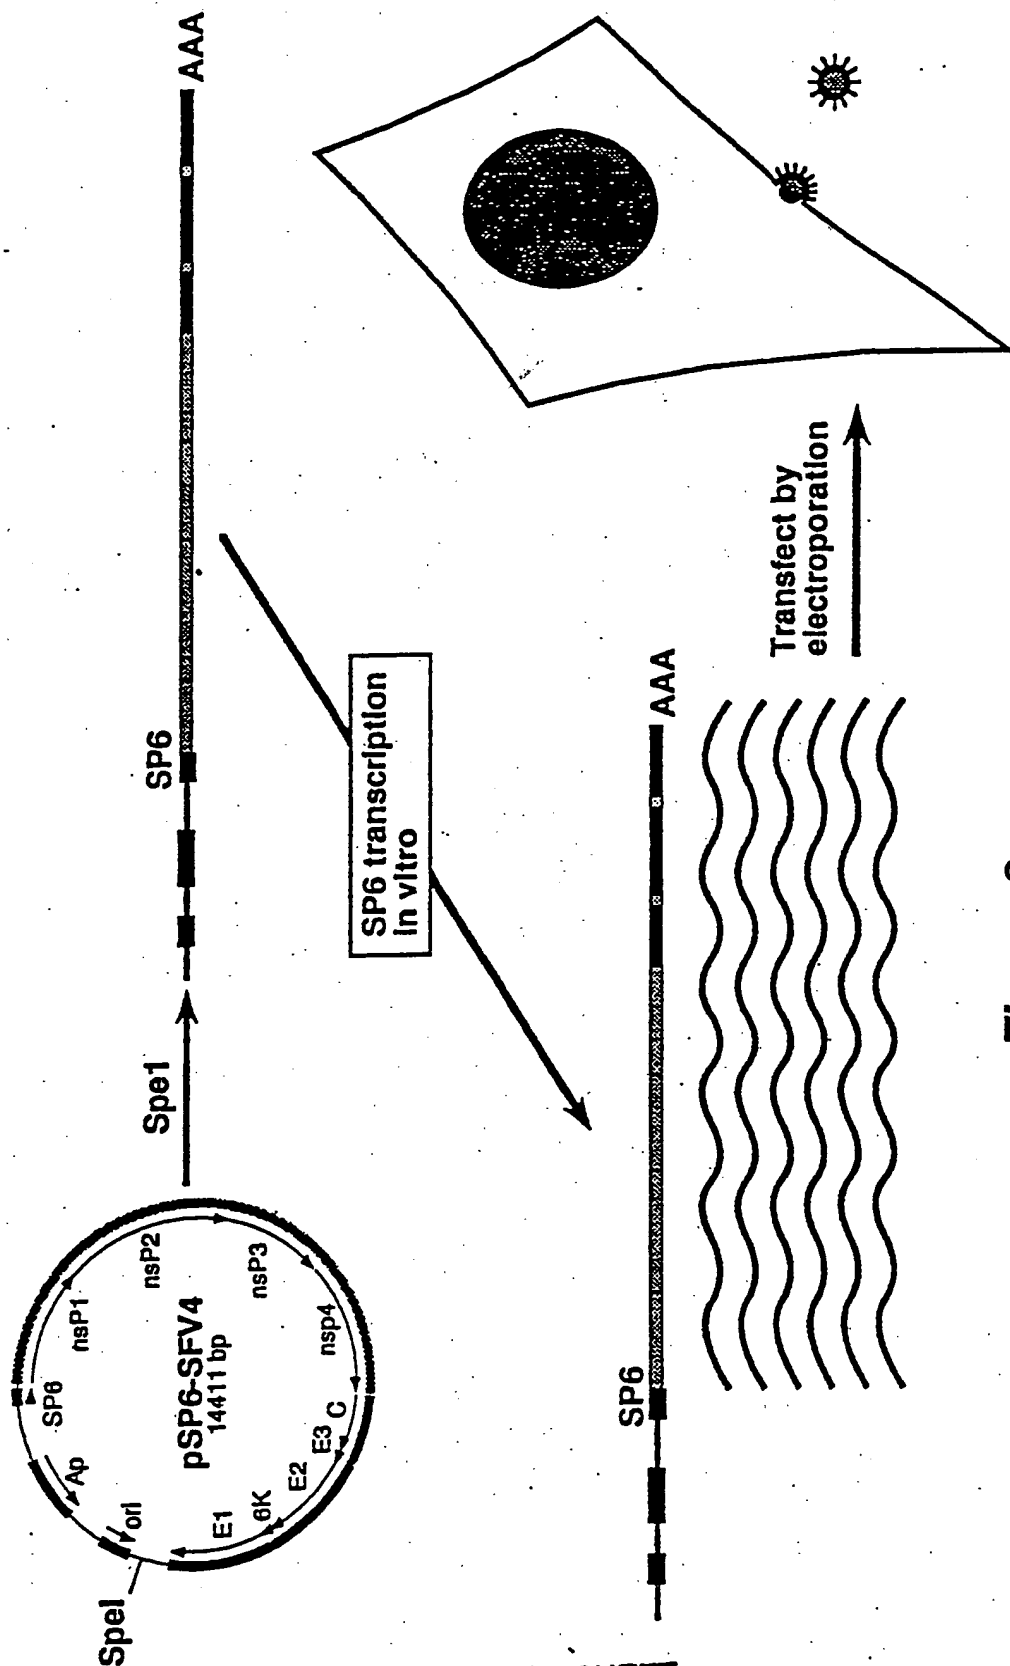 SpeI
ori
Ap
SP6
nsP1
nsP2
nsP3
nsp4
C
E3
E2
6K
E1
pSP6-SFV4
14411 bp
Spe1
SP6
AAA
SP6 transcription
in vitro
SP6
AAA
Transfect by
electroporation